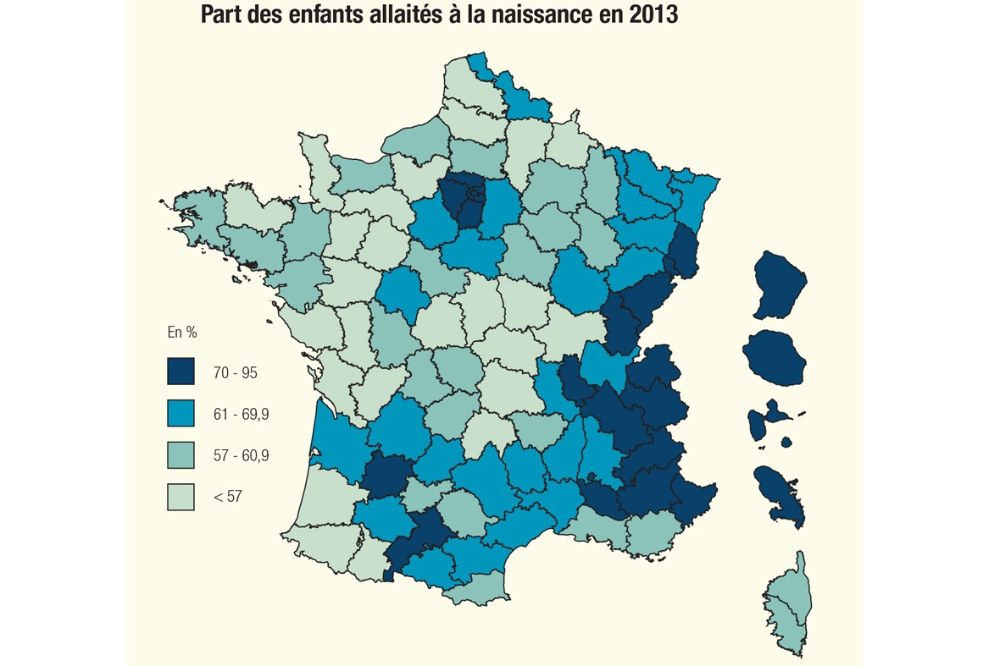 Part des enfants allaités à la naissance en 2013
En %
70 - 95
61 - 69,9
57 - 60,9
< 57